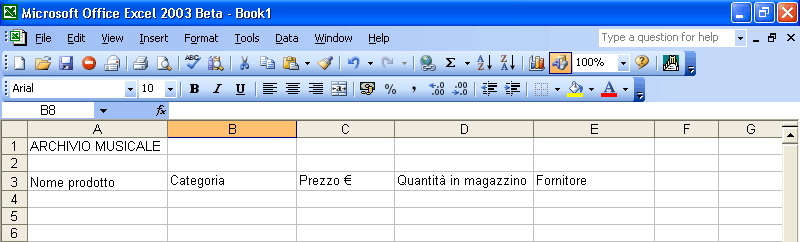 Microsoft Office Excel 2003 Beta - Book1
File Edit View Insert Format Tools Data Window Help Type a question for help
100%
Arial 10 B I U
B8 fx
A B C D E F G
1 ARCHIVIO MUSICALE
2
3 Nome prodotto Categoria Prezzo € Quantità in magazzino Fornitore
4
5
6